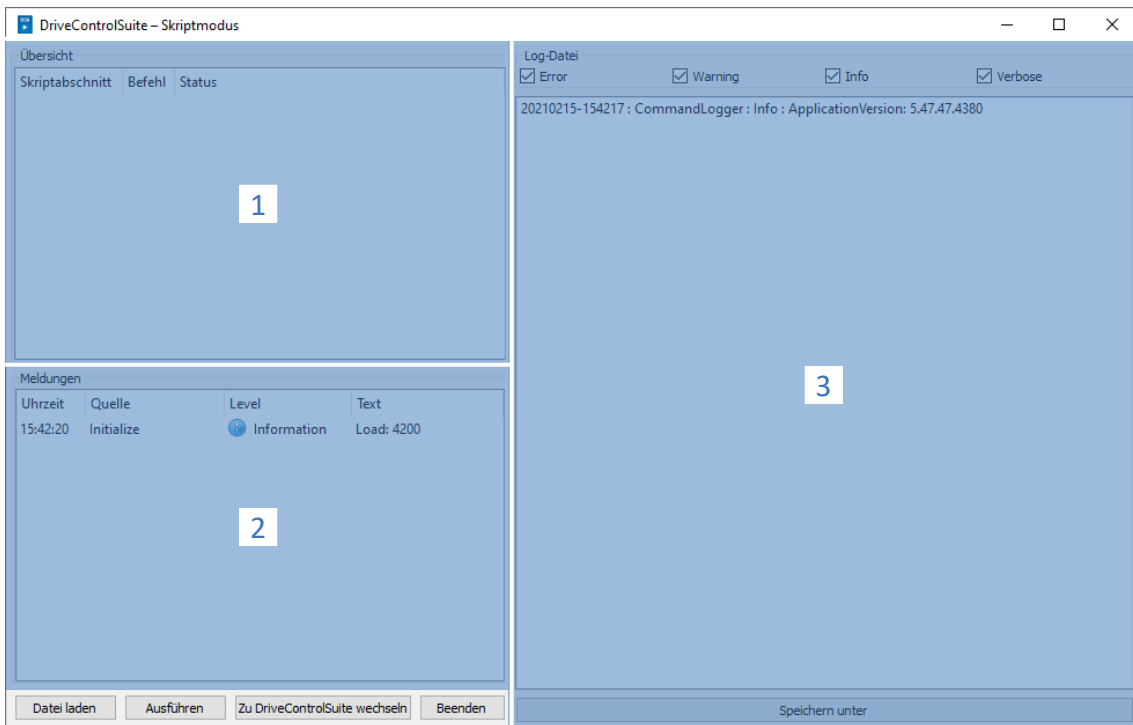 DriveControlSuite – Skriptmodus
Übersicht
Skriptabschnitt Befehl Status
1
Meldungen
Uhrzeit Quelle Level Text
15:42:20 Initialize Information Load: 4200
2
Datei laden Ausführen Zu DriveControlSuite wechseln Beenden
Log-Datei
Error Warning Info Verbose
20210215-154217 : CommandLogger : Info : ApplicationVersion: 5.47.47.4380
3
Speichern unter